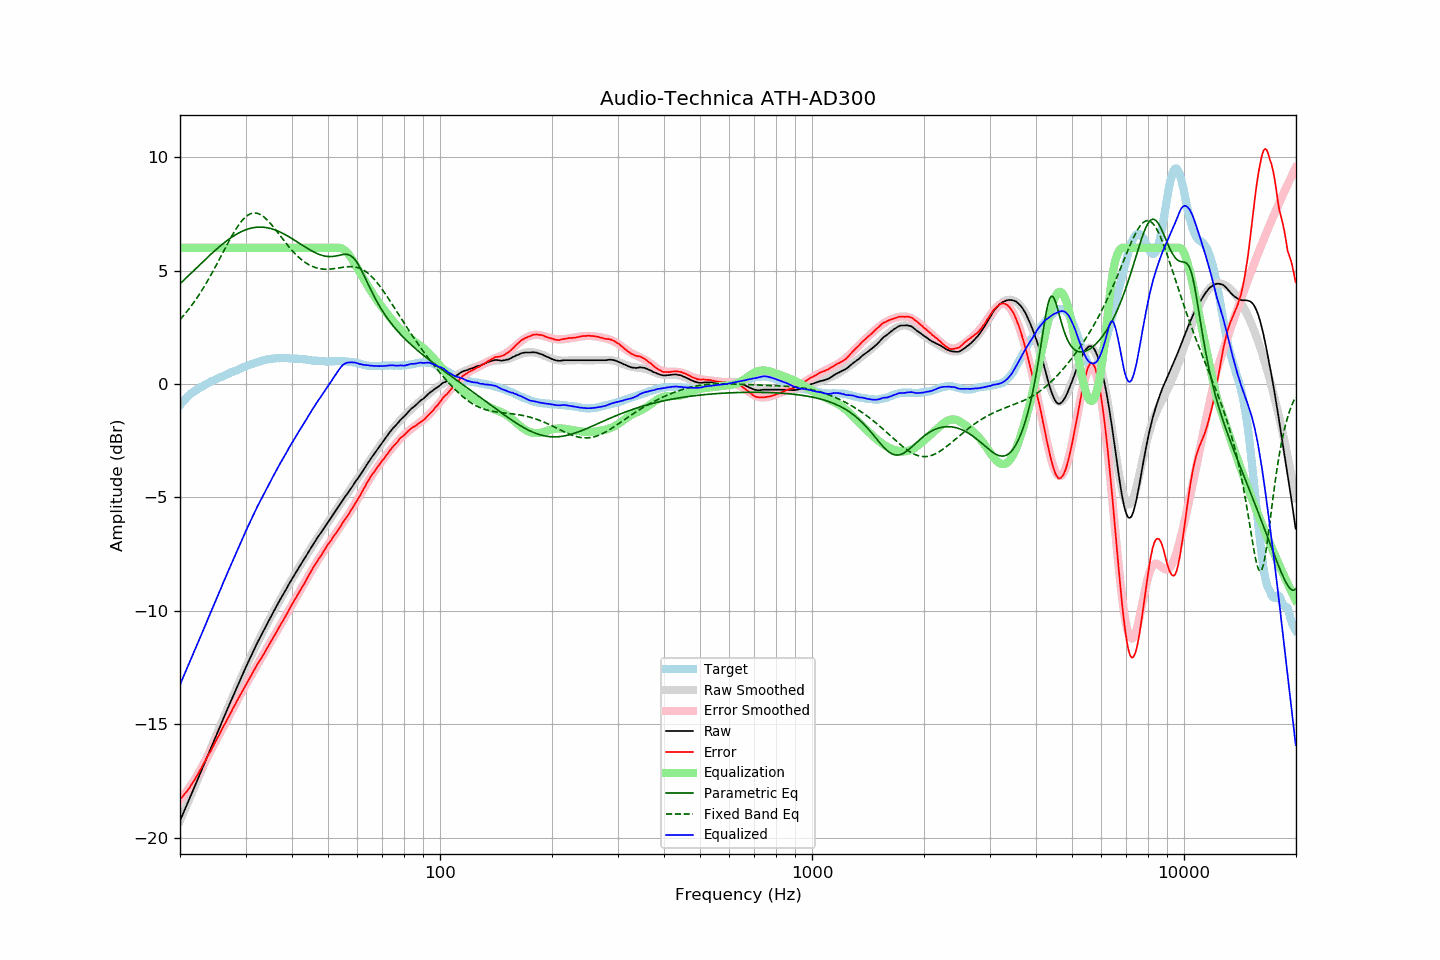 Audio-Technica ATH-AD300
10
5
0
−5
−10
−15
−20
Amplitude (dBr)
100
1000
10000
Frequency (Hz)
Target
Raw Smoothed
Error Smoothed
Raw
Error
Equalization
Parametric Eq
Fixed Band Eq
Equalized